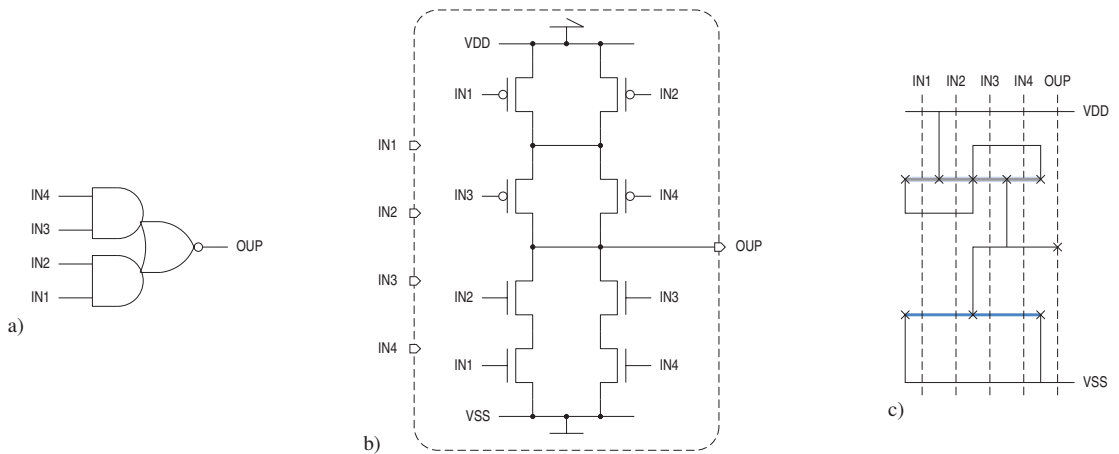 IN4
IN3
OUP
IN2
IN1
a)
VDD
IN1
IN2
IN1
IN3
IN4
IN2
OUP
IN3
IN2
IN3
IN4
IN1
IN4
VSS
b)
IN1 IN2 IN3 IN4 OUP
VDD
VSS
c)